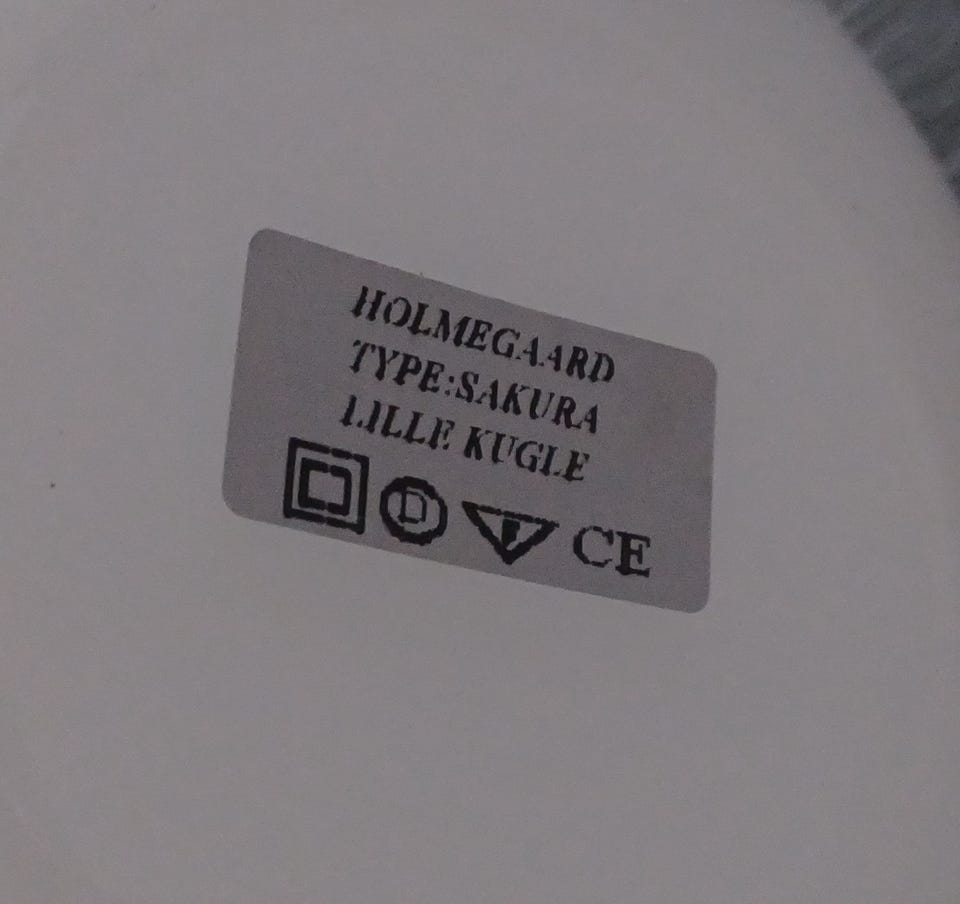 HOLMEGAARD
TYPE:SAKURA
LILLE KUGLE
D F CE